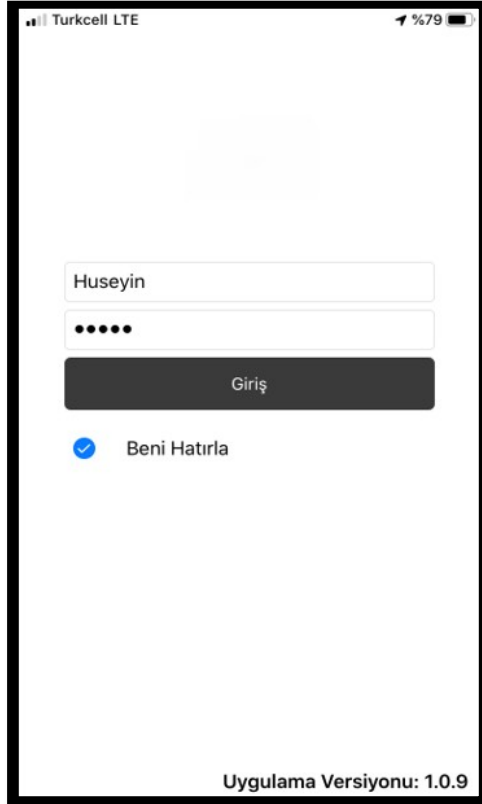 Turkcell LTE %79
Huseyin
•••••
Giriş
Beni Hatırla
Uygulama Versiyonu: 1.0.9